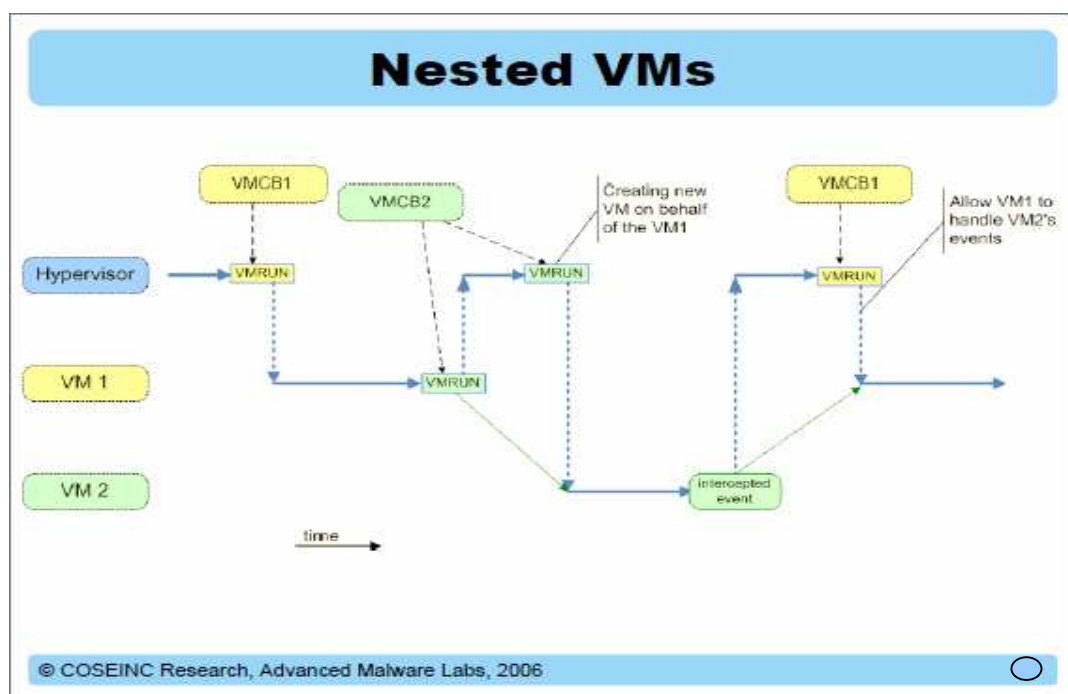 Nested VMs
VMCB1
VMCB2
Creating new
VM on behalf
of the VM1
VMCB1
Allow VM1 to
handle VM2's
events
Hypervisor
VMRUN
VMRUN
VMRUN
VM 1
VMRUN
VM 2
intercepted
event
time
© COSEINC Research, Advanced Malware Labs, 2006